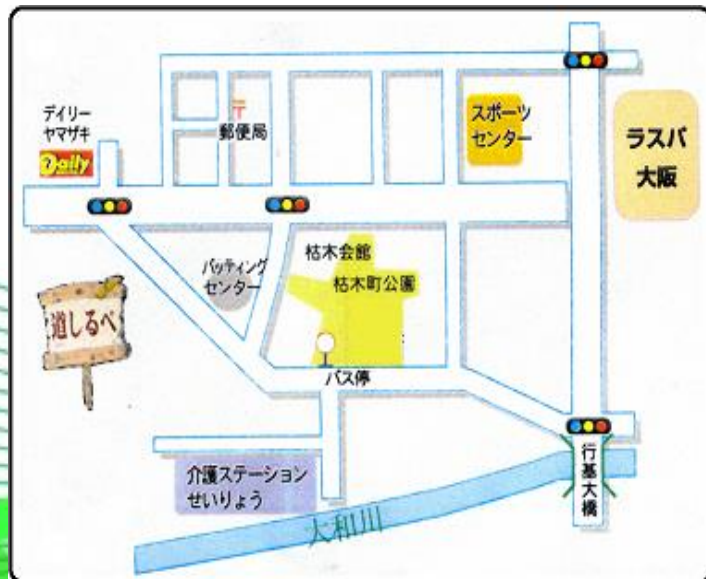 デイリー
ヤマザキ
Daily
〒
郵便局
スポーツ
センター
ラスパ
大阪
バッティング
センター
枯木会館
枯木町公園
道しるべ
バス停
行基大橋
介護ステーション
せいりょう
大和川